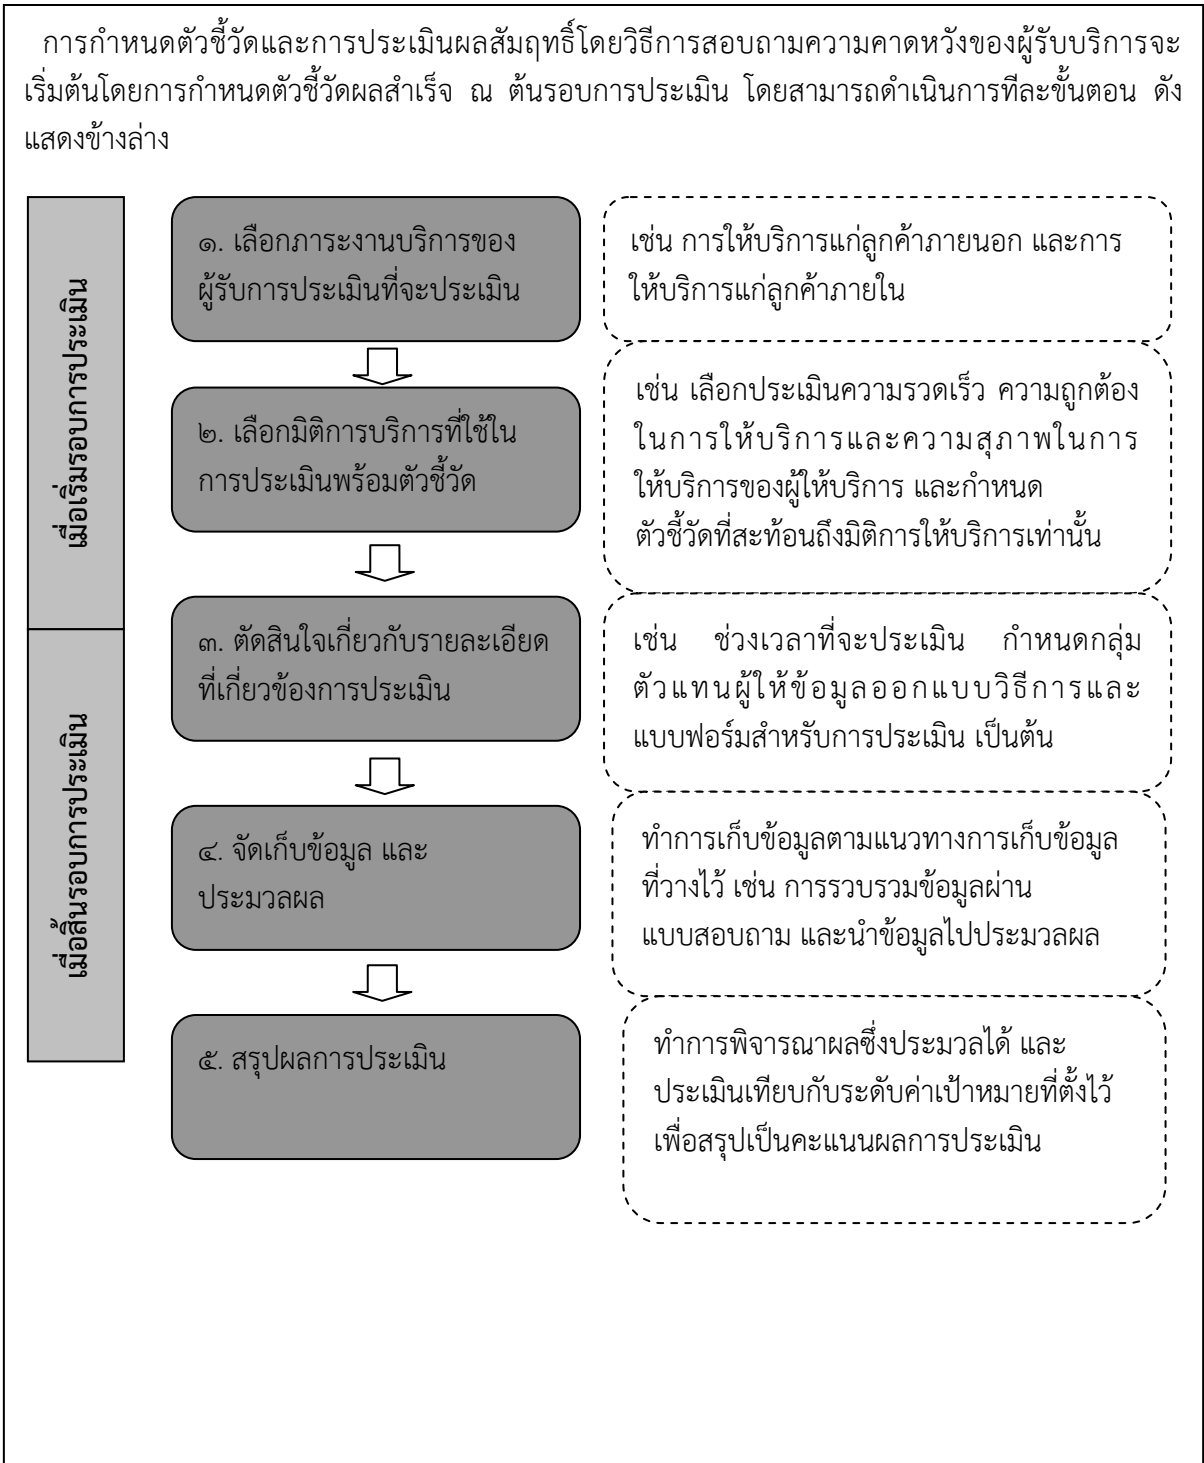 การกำหนดตัวชี้วัดและการประเมินผลสัมฤทธิ์โดยวิธีการสอบถามความคาดหวังของผู้รับบริการจะ
เริ่มต้นโดยการกำหนดตัวชี้วัดผลสำเร็จ ณ ต้นรอบการประเมิน โดยสามารถดำเนินการทีละขั้นตอน ดัง
แสดงข้างล่าง
เมื่อเริ่มรอบการประเมิน
๑. เลือกภาระงานบริการของ
ผู้รับการประเมินที่จะประเมิน
เช่น การให้บริการแก่ลูกค้าภายนอก และการ
ให้บริการแก่ลูกค้าภายใน
๒. เลือกมิติการบริการที่ใช้ใน
การประเมินพร้อมตัวชี้วัด
เช่น เลือกประเมินความรวดเร็ว ความถูกต้อง
ในการให้บริการและความสุภาพในการ
ให้บริการของผู้ให้บริการ และกำหนด
ตัวชี้วัดที่สะท้อนถึงมิติการให้บริการเท่านั้น
๓. ตัดสินใจเกี่ยวกับรายละเอียด
ที่เกี่ยวข้องการประเมิน
เช่น ช่วงเวลาที่จะประเมิน กำหนดกลุ่ม
ตัวแทนผู้ให้ข้อมูลออกแบบวิธีการและ
แบบฟอร์มสำหรับการประเมิน เป็นต้น
เมื่อสิ้นรอบการประเมิน
๔. จัดเก็บข้อมูล และ
ประมวลผล
ทำการเก็บข้อมูลตามแนวทางการเก็บข้อมูล
ที่วางไว้ เช่น การรวบรวมข้อมูลผ่าน
แบบสอบถาม และนำข้อมูลไปประมวลผล
๕. สรุปผลการประเมิน
ทำการพิจารณาผลซึ่งประมวลได้ และ
ประเมินเทียบกับระดับค่าเป้าหมายที่ตั้งไว้
เพื่อสรุปเป็นคะแนนผลการประเมิน